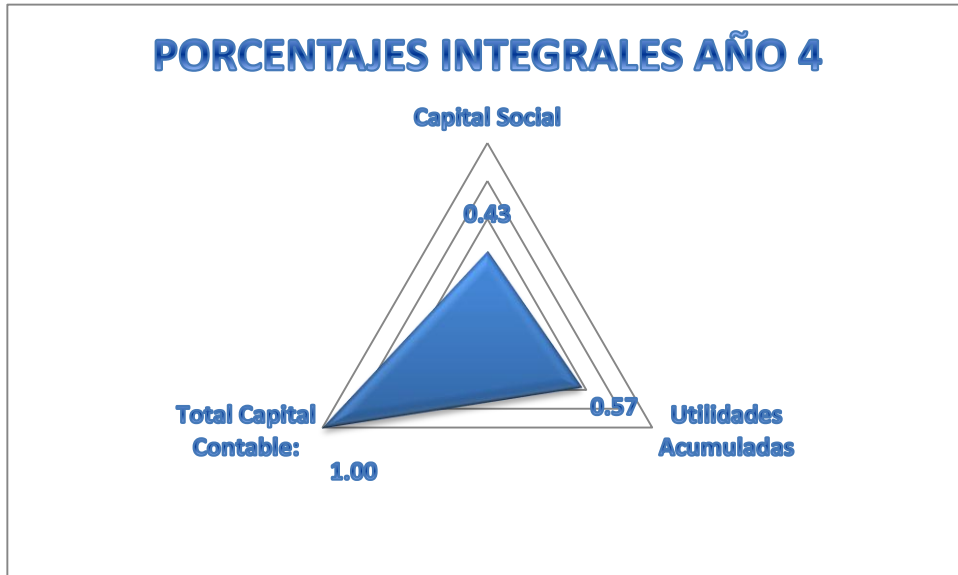 PORCENTAJES INTEGRALES AÑO 4
Capital Social
0.43
0.57
Utilidades
Acumuladas
Total Capital
Contable:
1.00